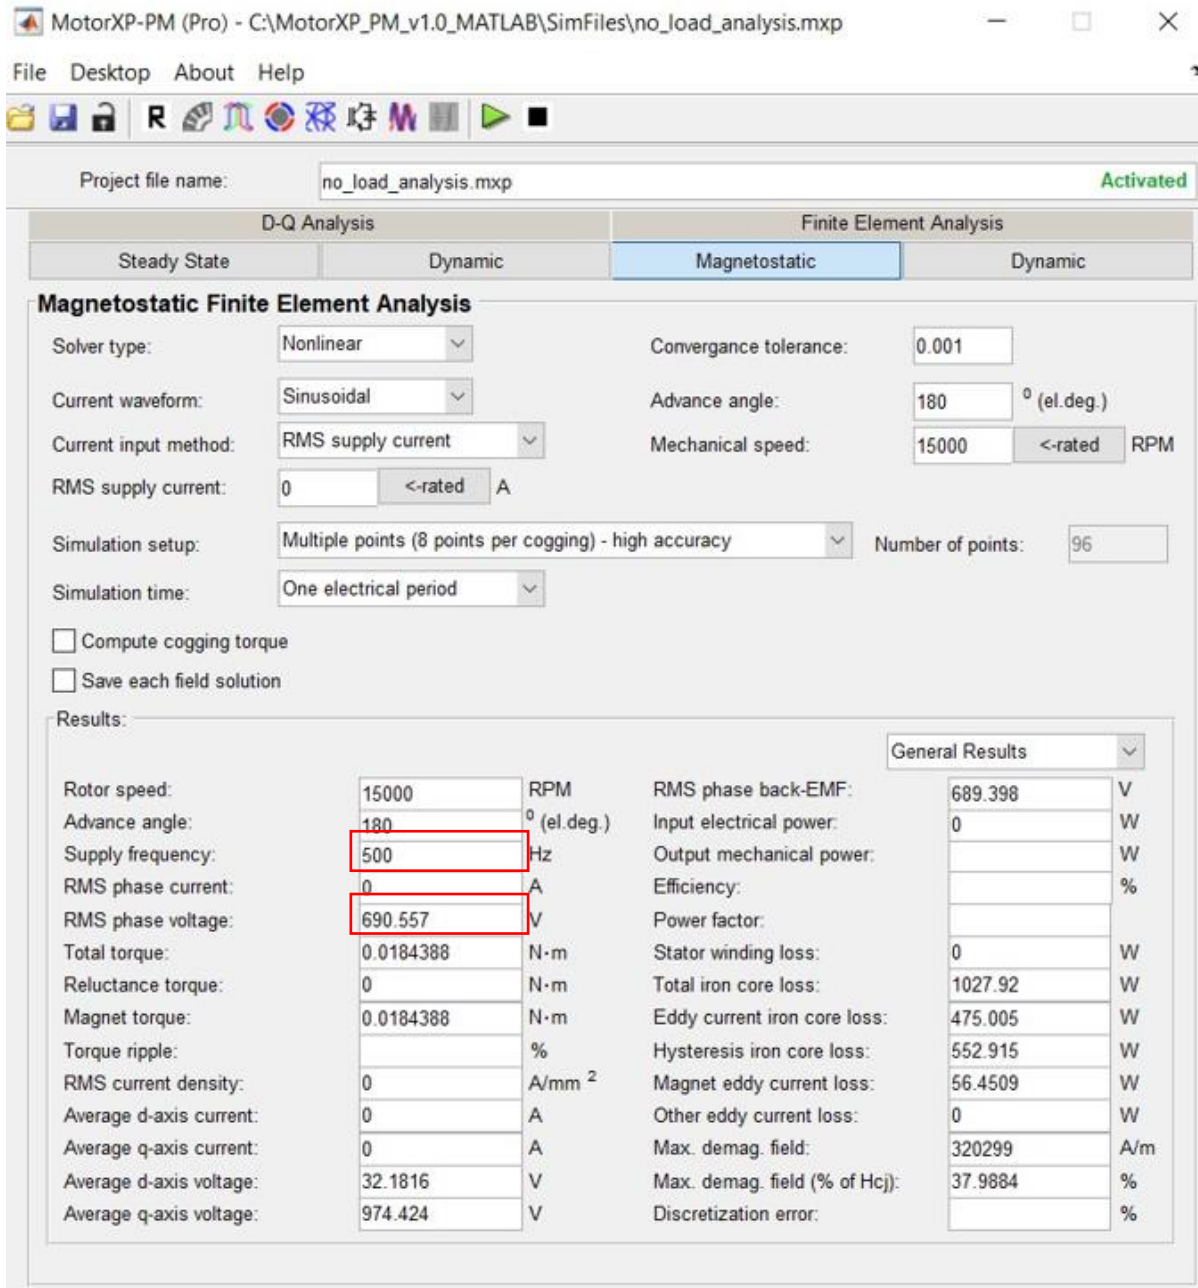 MotorXP-PM (Pro) - C:\MotorXP_PM_v1.0_MATLAB\SimFiles\no_load_analysis.mxp
File Desktop About Help
R
Project file name: no_load_analysis.mxp Activated
D-Q Analysis Finite Element Analysis
Steady State Dynamic Magnetostatic Dynamic
Magnetostatic Finite Element Analysis
Solver type: Nonlinear Convergance tolerance: 0.001
Current waveform: Sinusoidal Advance angle: 180 0 (el.deg.)
Current input method: RMS supply current Mechanical speed: 15000 <-rated RPM
RMS supply current: 0 <-rated A
Simulation setup: Multiple points (8 points per cogging) - high accuracy Number of points: 96
Simulation time: One electrical period
Compute cogging torque
Save each field solution
Results:
General Results
Rotor speed: 15000 RPM RMS phase back-EMF: 689.398 V
Advance angle: 180 0 (el.deg.) Input electrical power: 0 W
Supply frequency: 500 Hz Output mechanical power: W
RMS phase current: 0 A Efficiency: %
RMS phase voltage: 690.557 V Power factor:
Total torque: 0.0184388 N·m Stator winding loss: 0 W
Reluctance torque: 0 N·m Total iron core loss: 1027.92 W
Magnet torque: 0.0184388 N·m Eddy current iron core loss: 475.005 W
Torque ripple: % Hysteresis iron core loss: 552.915 W
RMS current density: 0 A/mm 2 Magnet eddy current loss: 56.4509 W
Average d-axis current: 0 A Other eddy current loss: 0 W
Average q-axis current: 0 A Max. demag. field: 320299 A/m
Average d-axis voltage: 32.1816 V Max. demag. field (% of Hcj): 37.9884 %
Average q-axis voltage: 974.424 V Discretization error: %